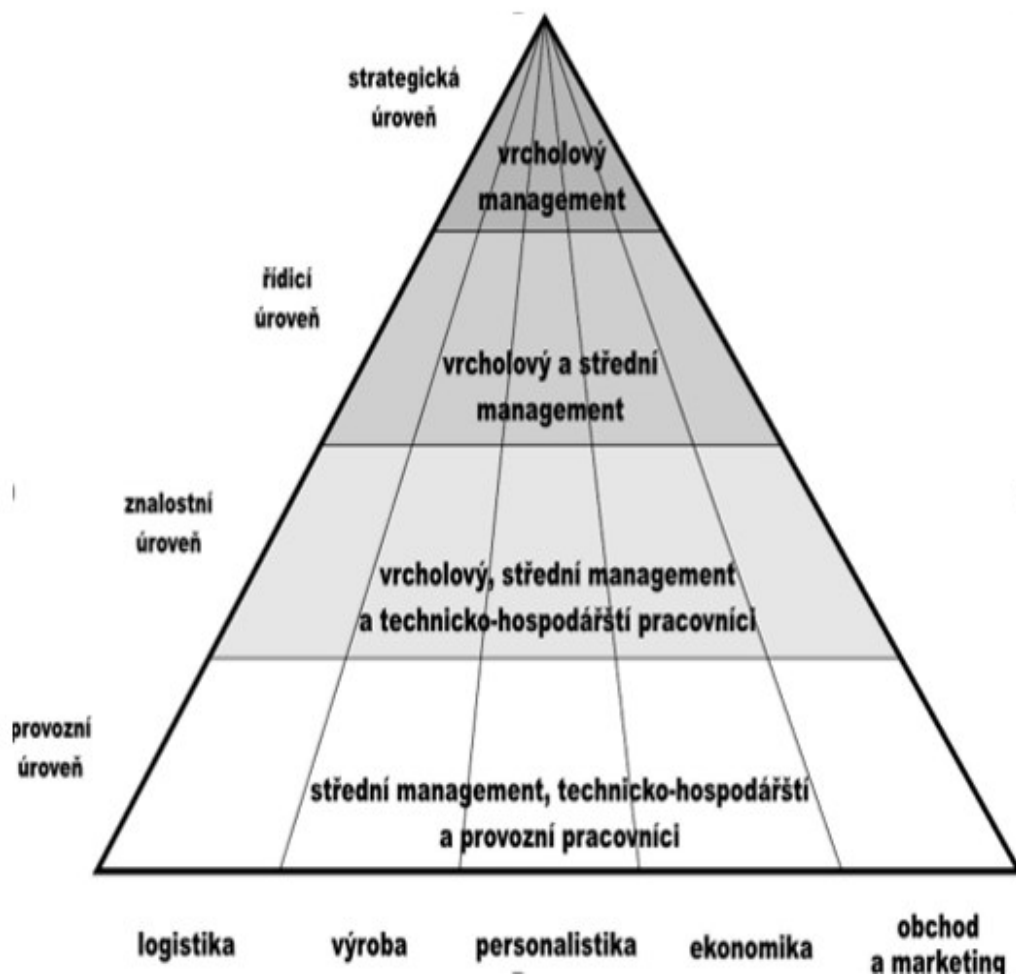 strategická
úroveň
vrcholový
management
řídicí
úroveň
vrcholový a střední
management
znalostní
úroveň
vrcholový, střední management
a technicko-hospodářští pracovníci
provozní
úroveň
střední management, technicko-hospodářští
a provozní pracovníci
logistika
výroba
personalistika
ekonomika
obchod
a marketing